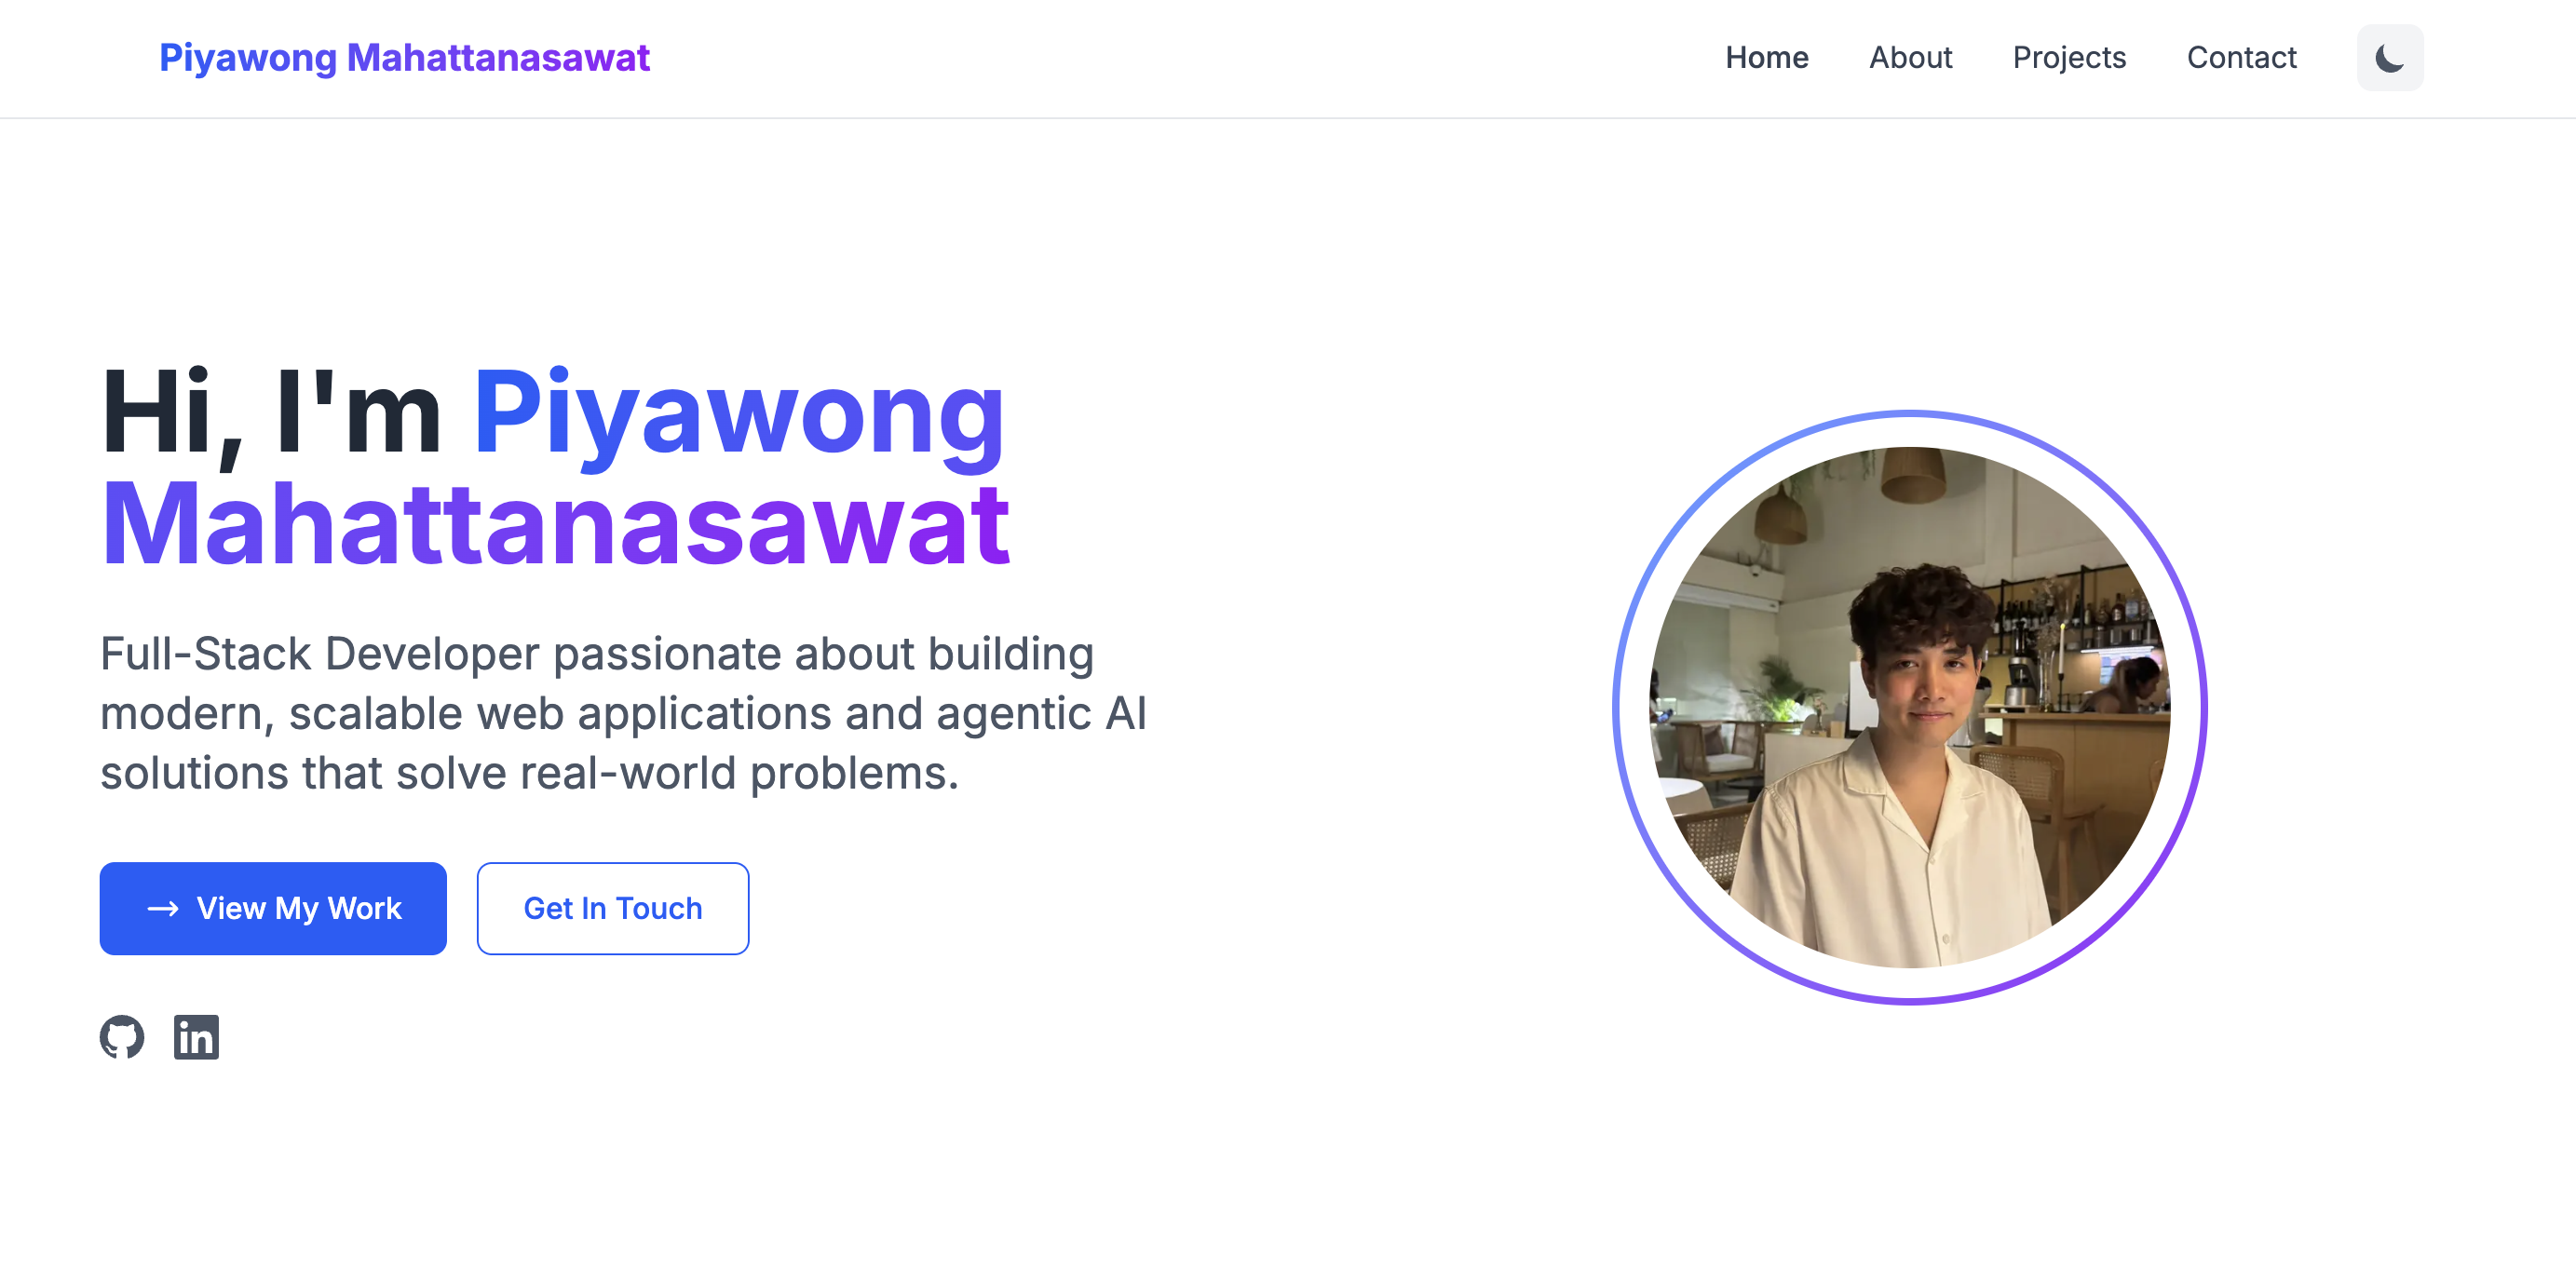 Piyawong Mahattanasawat
Home About Projects Contact
Hi, I'm Piyawong
Mahattanasawat
Full-Stack Developer passionate about building
modern, scalable web applications and agentic AI
solutions that solve real-world problems.
→ View My Work
Get In Touch
in